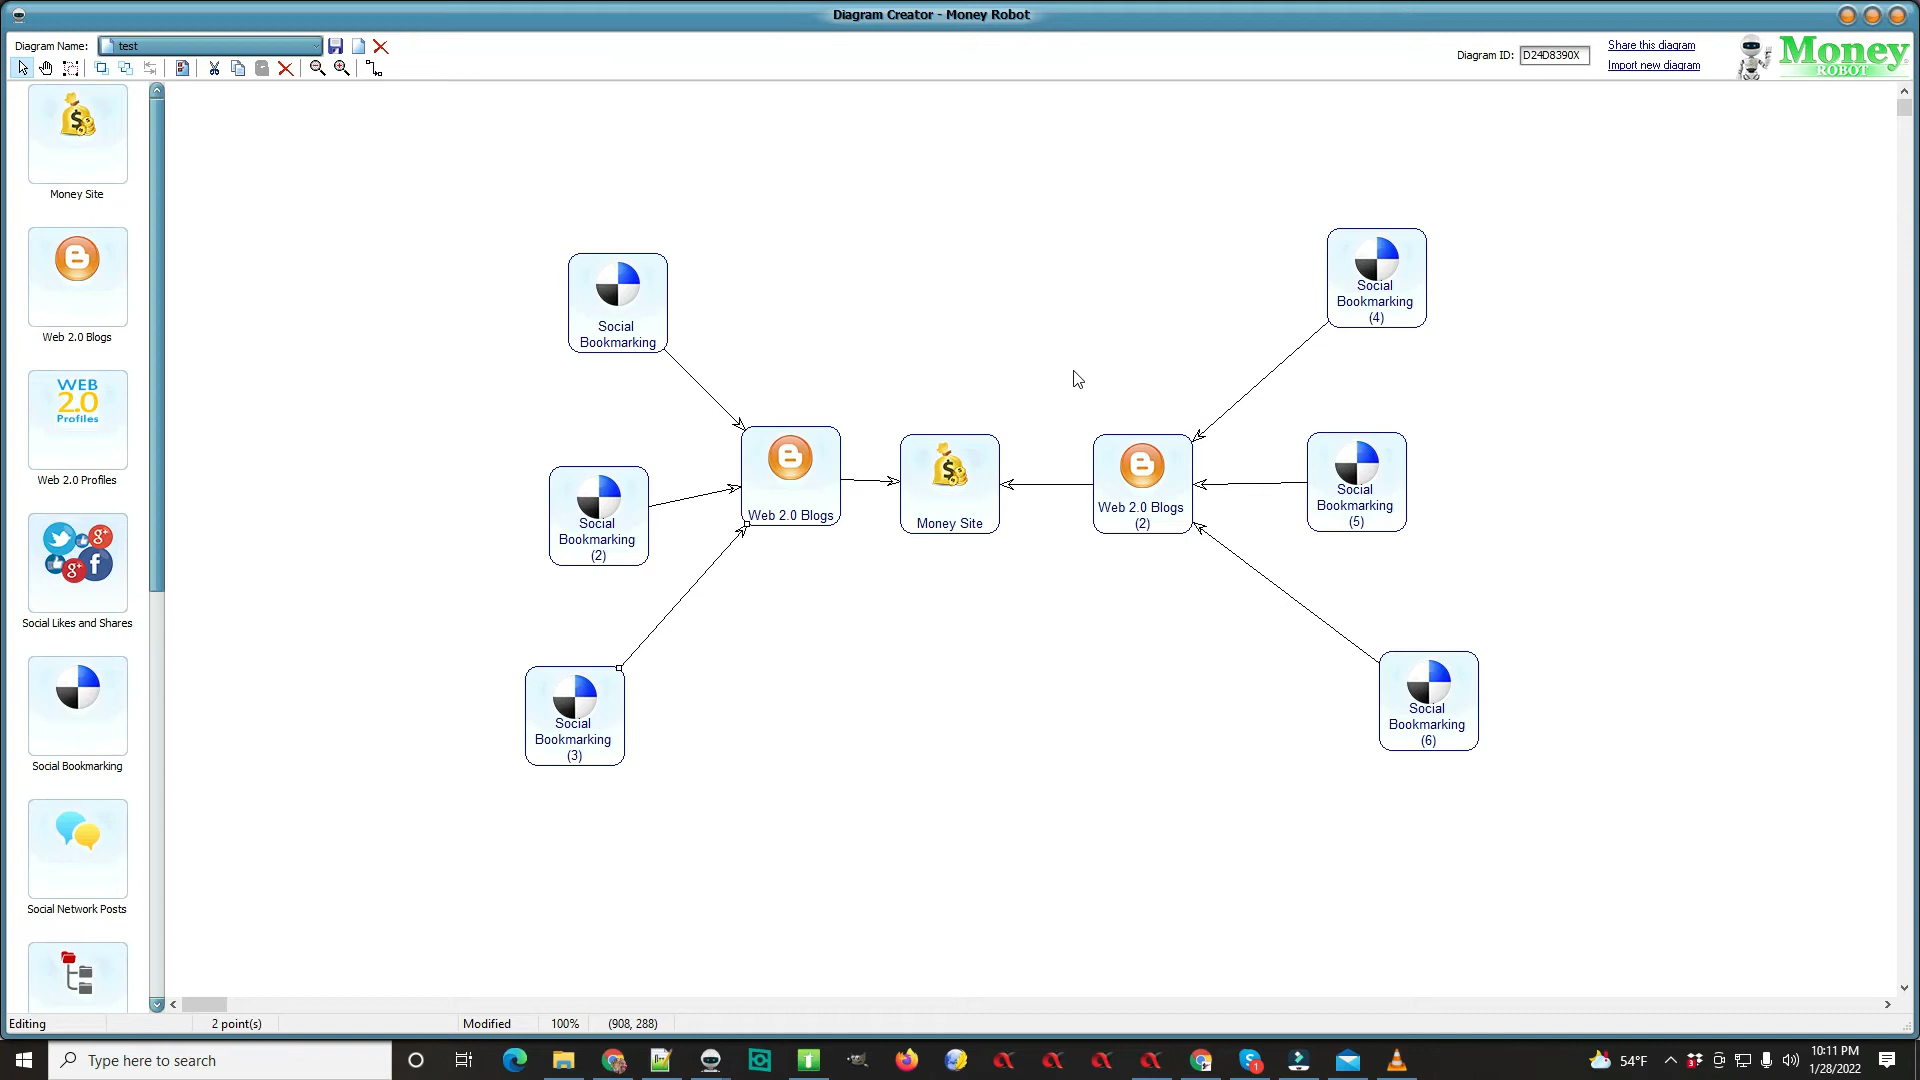 Diagram Creator - Money Robot
Diagram Name:
test
Diagram ID:
D24D8390X
Share this diagram
Import new diagram
Money
ROBOT
Money Site
Web 2.0 Blogs
WEB
2.0
Profiles
Web 2.0 Profiles
Social Likes and Shares
Social Bookmarking
Social Network Posts
Social
Bookmarking
Social
Bookmarking
(2)
Social
Bookmarking
(3)
Web 2.0 Blogs
Money Site
Web 2.0 Blogs
(2)
Social
Bookmarking
(4)
Social
Bookmarking
(5)
Social
Bookmarking
(6)
Editing
2 point(s)
Modified
100%
(908, 288)
Type here to search
54°F
10:11 PM
1/28/2022